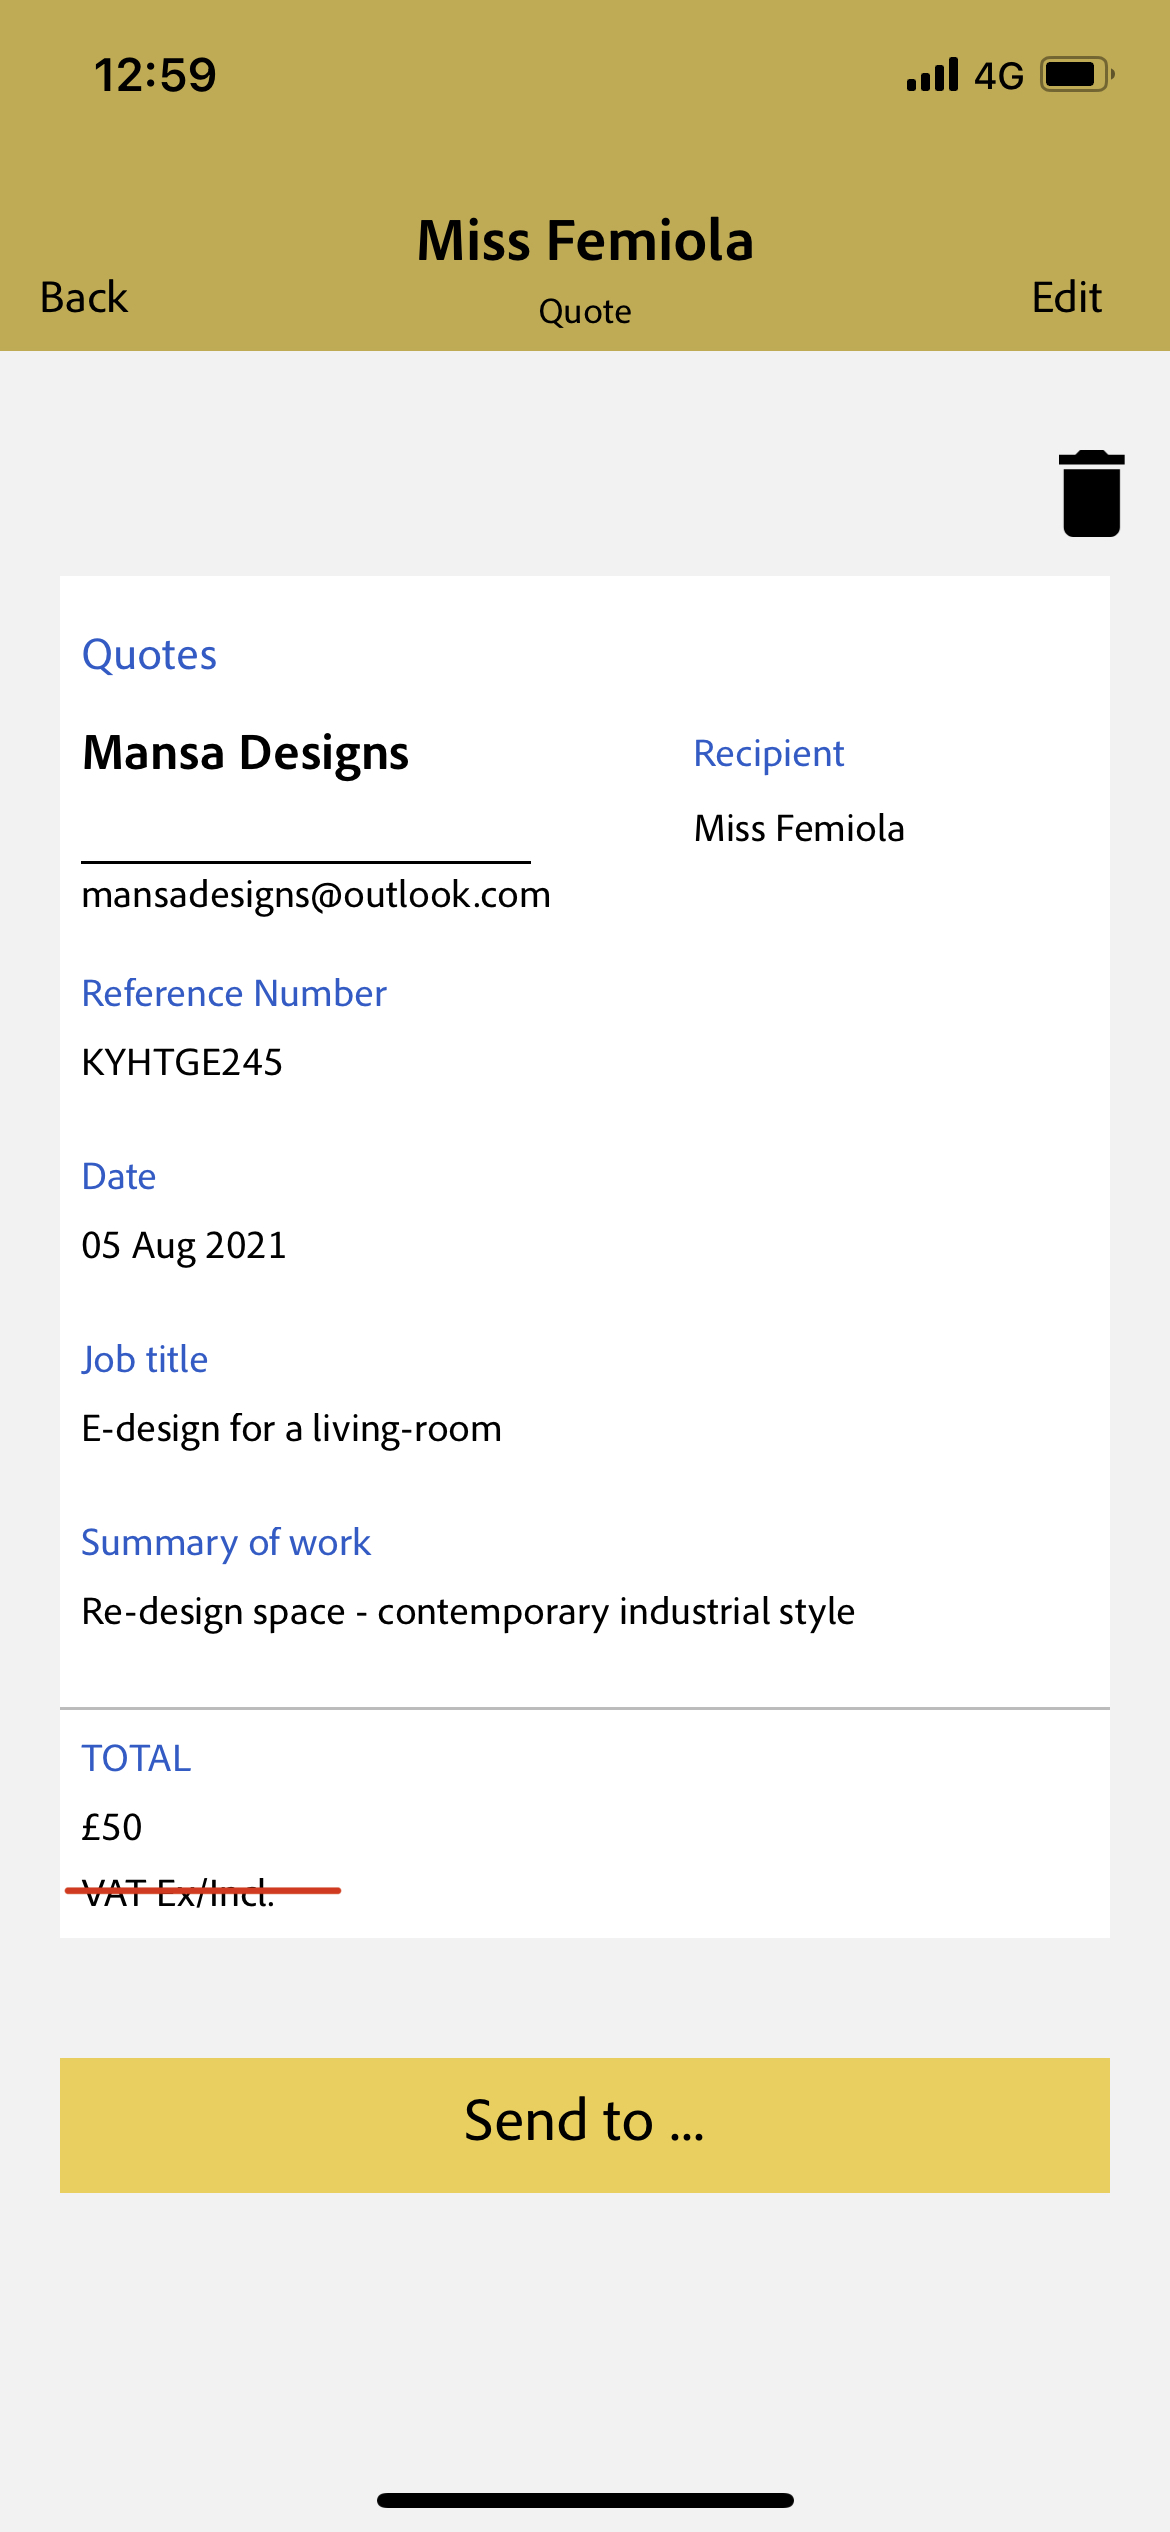 12:59
4G
Miss Femiola
Back
Quote
Edit
Quotes
Mansa Designs
Recipient
Miss Femiola
mansadesigns@outlook.com
Reference Number
KYHTGE245
Date
05 Aug 2021
Job title
E-design for a living-room
Summary of work
Re-design space - contemporary industrial style
TOTAL
£50
VAT Ex/Incl.
Send to ...